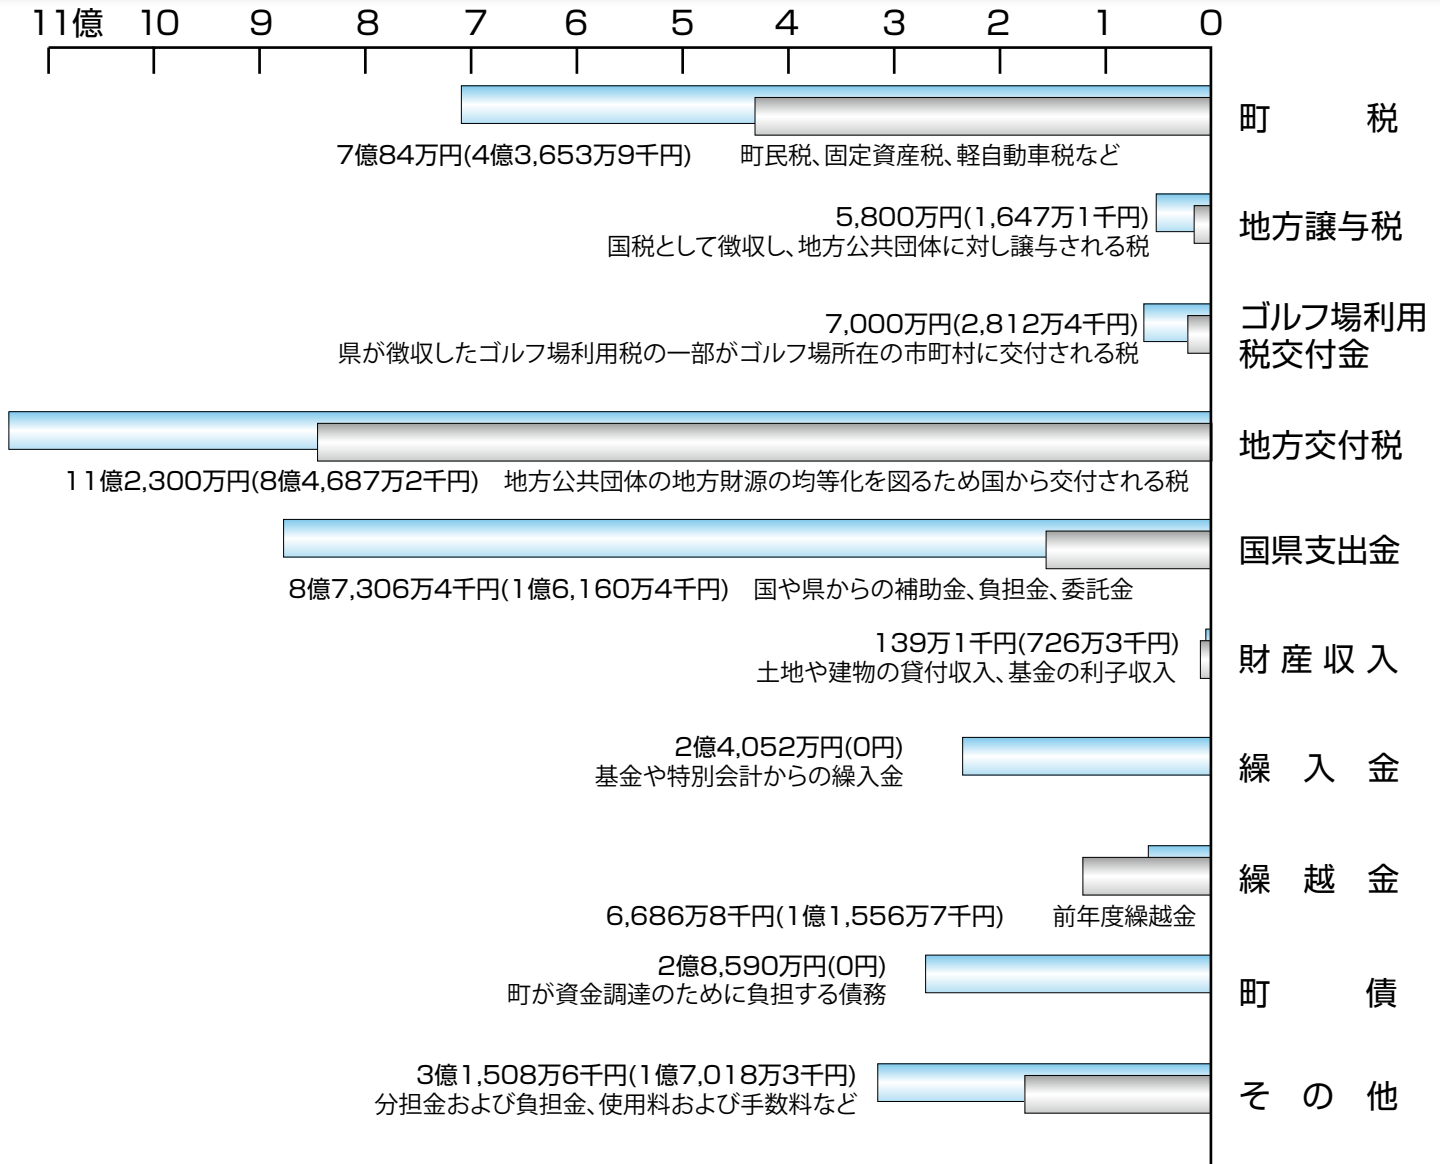 11億 10 9 8 7 6 5 4 3 2 1 0
町税
7億84万円(4億3,653万9千円) 町民税、固定資産税、軽自動車税など
5,800万円(1,647万1千円)
国税として徴収し、地方公共団体に対し譲与される税
地方譲与税
7,000万円(2,812万4千円)
県が徴収したゴルフ場利用税の一部がゴルフ場所在の市町村に交付される税
ゴルフ場利用
税交付金
地方交付税
11億2,300万円(8億4,687万2千円) 地方公共団体の地方財源の均等化を図るため国から交付される税
国県支出金
8億7,306万4千円(1億6,160万4千円) 国や県からの補助金、負担金、委託金
139万1千円(726万3千円)
土地や建物の貸付収入、基金の利子収入
財産収入
2億4,052万円(0円)
基金や特別会計からの繰入金
繰入金
繰越金
6,686万8千円(1億1,556万7千円) 前年度繰越金
2億8,590万円(0円)
町が資金調達のために負担する債務
町債
3億1,508万6千円(1億7,018万3千円)
分担金および負担金、使用料および手数料など
その他